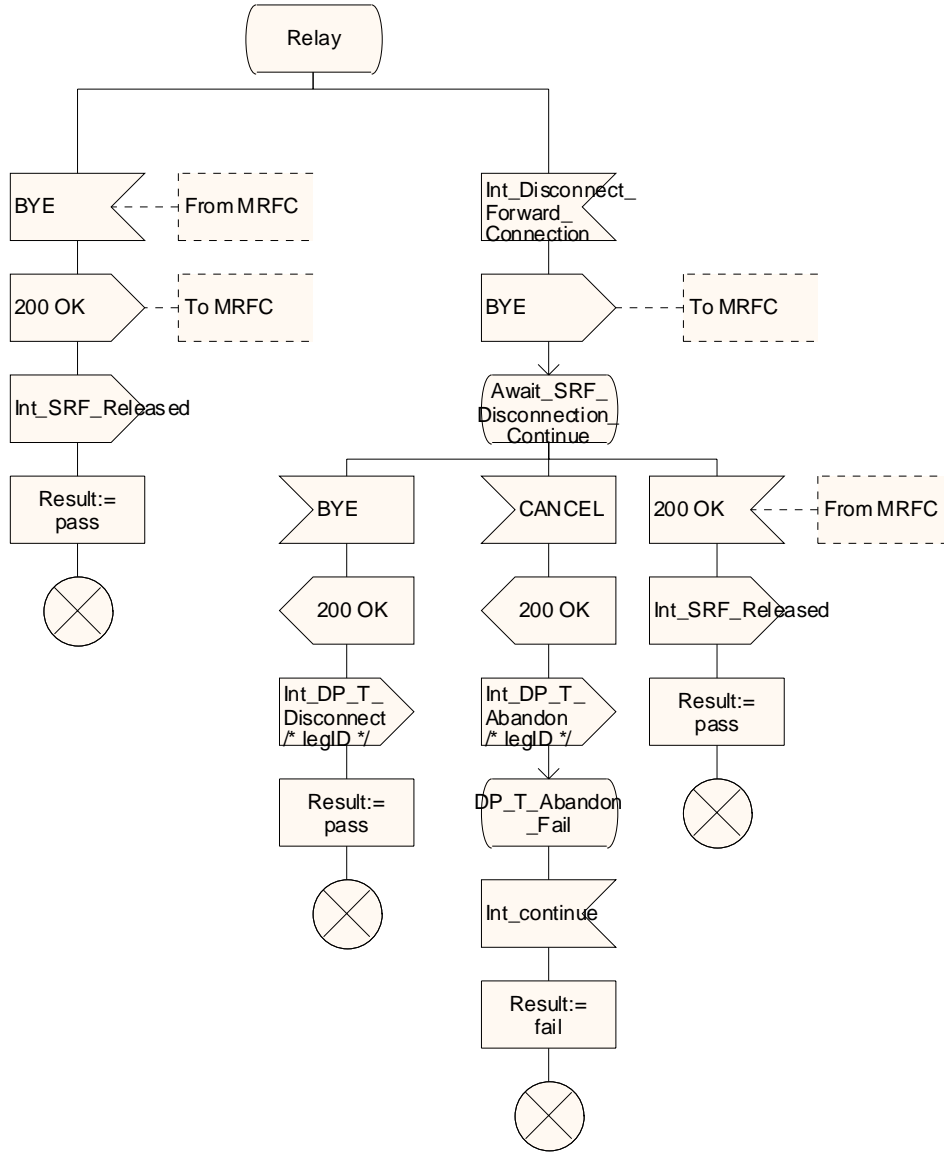 Relay
BYE
From MRFC
200 OK
To MRFC
Int_SRF_Released
Result:=
pass
Int_Disconnect_
Forward_
Connection
BYE
To MRFC
Await_SRF_
Disconnection_
Continue
BYE
200 OK
Int_DP_T_
Disconnect
/* legID */
Result:=
pass
CANCEL
200 OK
Int_DP_T_
Abandon
/* legID */
DP_T_Abandon
_Fail
Int_continue
Result:=
fail
200 OK
From MRFC
Int_SRF_Released
Result:=
pass